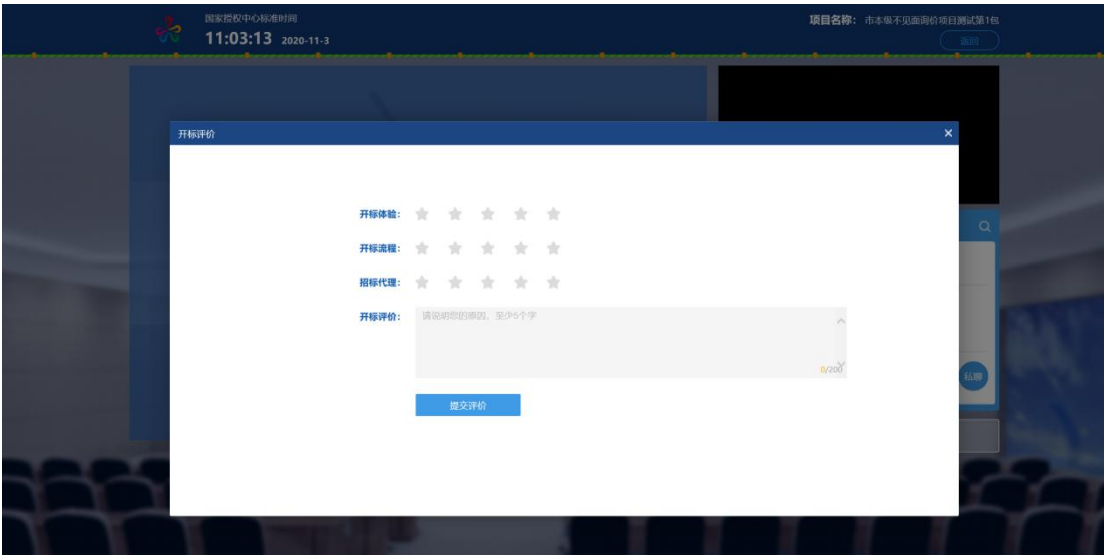 国家授权中心标准时间
11:03:13 2020-11-3
项目名称： 市本级不见面询价项目测试第1包
返回
开标评价
开标体验：
开标流程：
招标代理：
开标评价：
请说明您的原因，至少5个字
0/200
私聊
提交评价